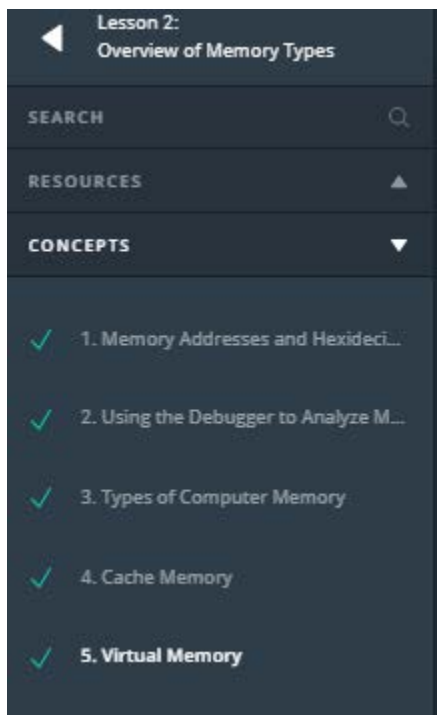 Lesson 2:
Overview of Memory Types
SEARCH
RESOURCES
CONCEPTS
1. Memory Addresses and Hexideci...
2. Using the Debugger to Analyze M...
3. Types of Computer Memory
4. Cache Memory
5. Virtual Memory